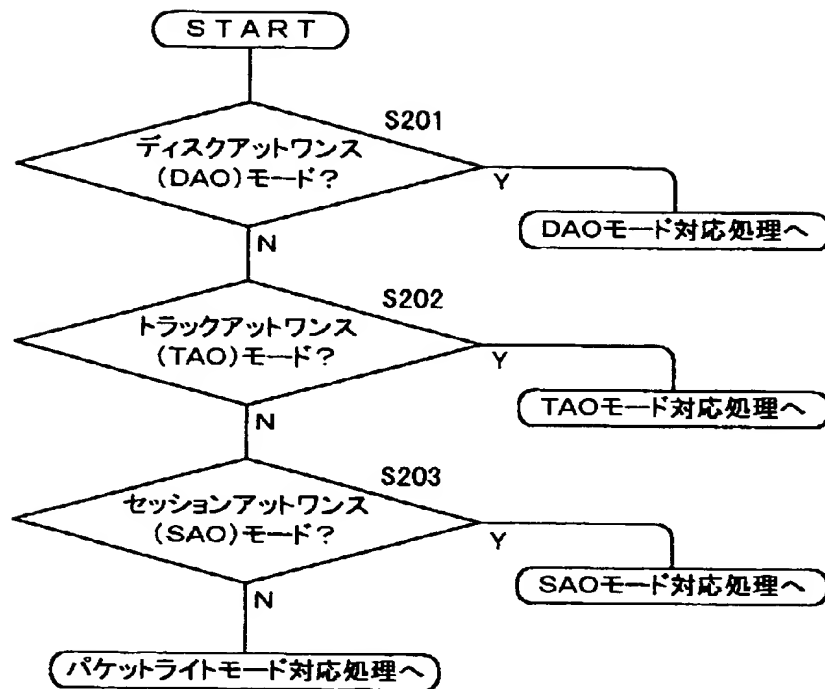 START
S201
ディスクアットワンス
(DAO)モード?
Y
DAOモード対応処理へ
N
S202
トラックアットワンス
(TAO)モード?
Y
TAOモード対応処理へ
N
S203
セッションアットワンス
(SAO)モード?
Y
SAOモード対応処理へ
N
パケットライトモード対応処理へ